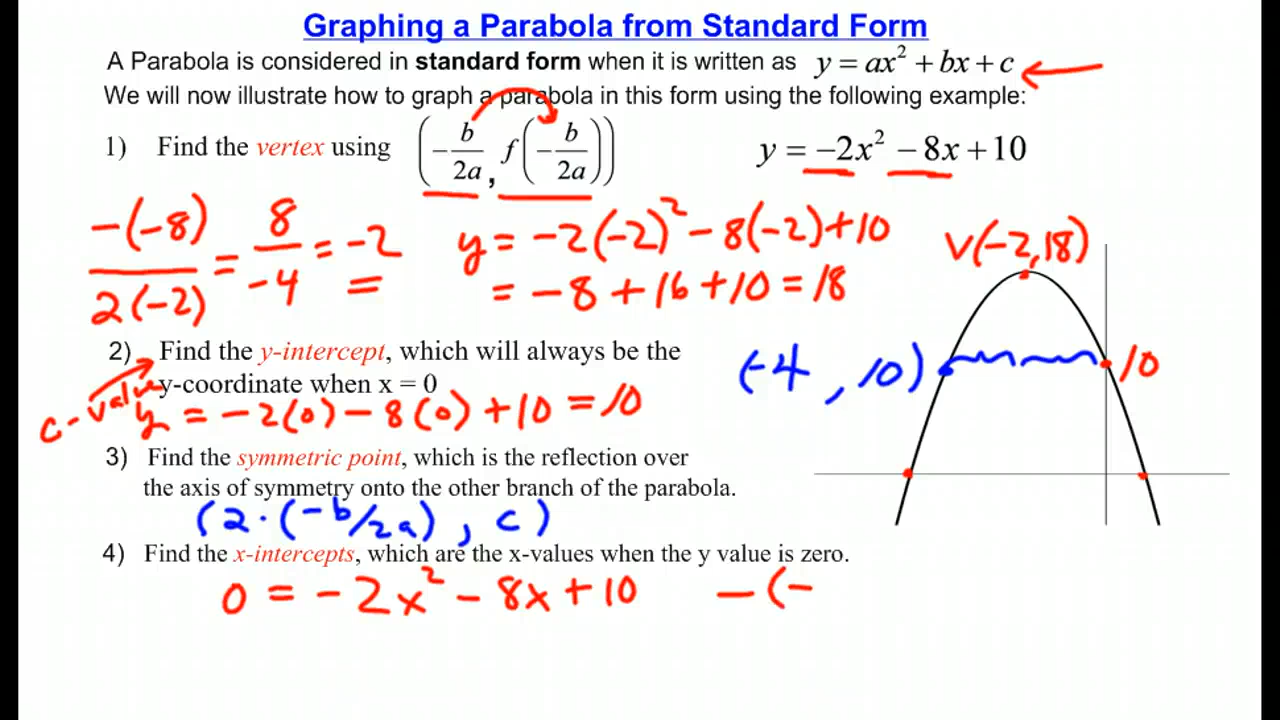 Graphing a Parabola from Standard Form
A Parabola is considered in standard form when it is written as y = ax² + bx + c
We will now illustrate how to graph a parabola in this form using the following example:
1) Find the vertex using (-b/2a, f(-b/2a)) y = -2x² - 8x + 10
-(-8)/2(-2) = 8/-4 = -2 y = -2(-2)² - 8(-2) + 10 V(-2, 18)
= -8 + 16 + 10 = 18
2) Find the y-intercept, which will always be the
y-coordinate when x = 0
(-4, 10) 10
c-value y = -2(0) - 8(0) + 10 = 10
3) Find the symmetric point, which is the reflection over
the axis of symmetry onto the other branch of the parabola.
(2·(-b/2a), c)
4) Find the x-intercepts, which are the x-values when the y value is zero.
0 = -2x² - 8x + 10 -(-